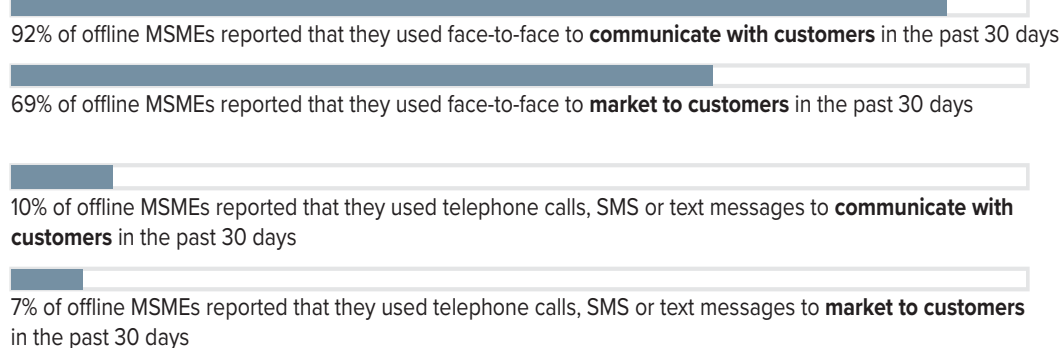 92% of offline MSMEs reported that they used face-to-face to communicate with customers in the past 30 days
69% of offline MSMEs reported that they used face-to-face to market to customers in the past 30 days
10% of offline MSMEs reported that they used telephone calls, SMS or text messages to communicate with
customers in the past 30 days
7% of offline MSMEs reported that they used telephone calls, SMS or text messages to market to customers
in the past 30 days